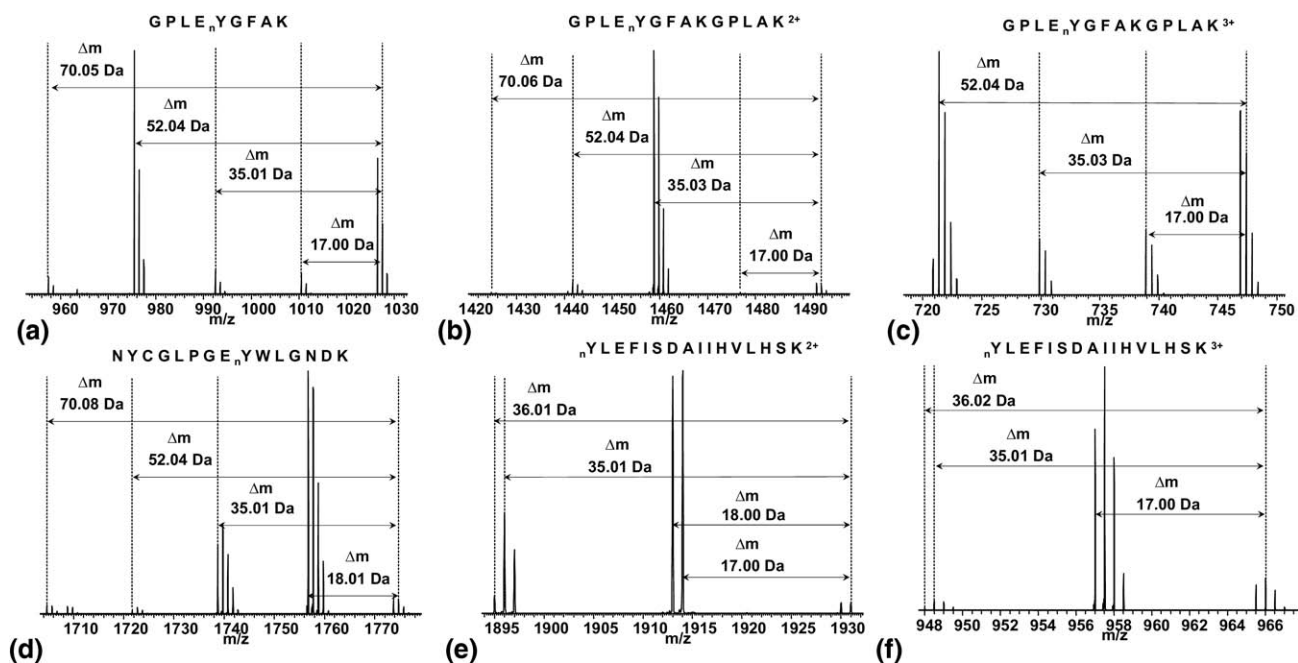 GPLEnYGFAK
Δm
70.05 Da
Δm
52.04 Da
Δm
35.01 Da
Δm
17.00 Da
960 970 980 990 1000 1010 1020 1030
m/z
(a)
GPLEnYGFAKGPLAK2+
Δm
70.06 Da
Δm
52.04 Da
Δm
35.03 Da
Δm
17.00 Da
1420 1430 1440 1450 1460 1470 1480 1490
m/z
(b)
GPLEnYGFAKGPLAK3+
Δm
52.04 Da
Δm
35.03 Da
Δm
17.00 Da
720 725 730 735 740 745 750
m/z
(c)
NYCGLPGEnYWLGNDK
Δm
70.08 Da
Δm
52.04 Da
Δm
35.01 Da
Δm
18.01 Da
1710 1720 1730 1740 1750 1760 1770
m/z
(d)
nYLEFISDAIIHVLHSK2+
Δm
36.01 Da
Δm
35.01 Da
Δm
18.00 Da
Δm
17.00 Da
1895 1900 1905 1910 1915 1920 1925 1930
m/z
(e)
nYLEFISDAIIHVLHSK3+
Δm
36.02 Da
Δm
35.01 Da
Δm
17.00 Da
948 950 952 954 956 958 960 962 964 966
m/z
(f)